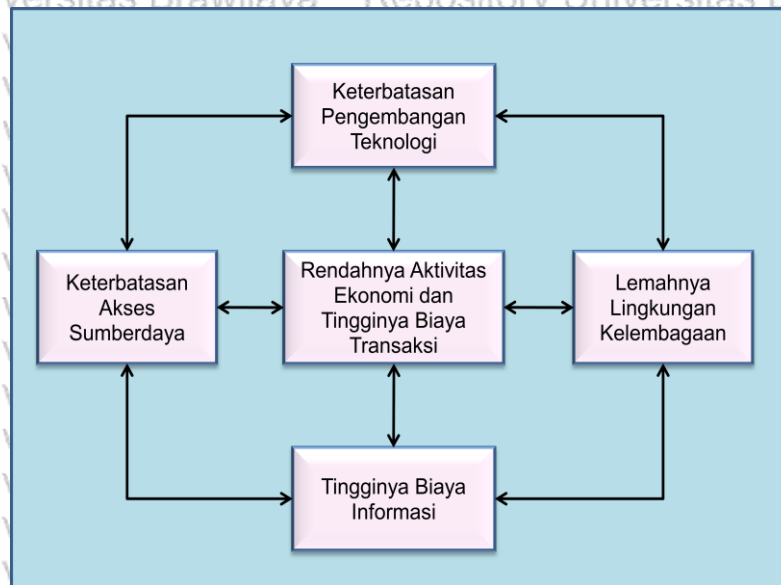 Keterbatasan
Pengembangan
Teknologi
Keterbatasan
Akses
Sumberdaya
Rendahnya Aktivitas
Ekonomi dan
Tingginya Biaya
Transaksi
Lemahnya
Lingkungan
Kelembagaan
Tingginya Biaya
Informasi